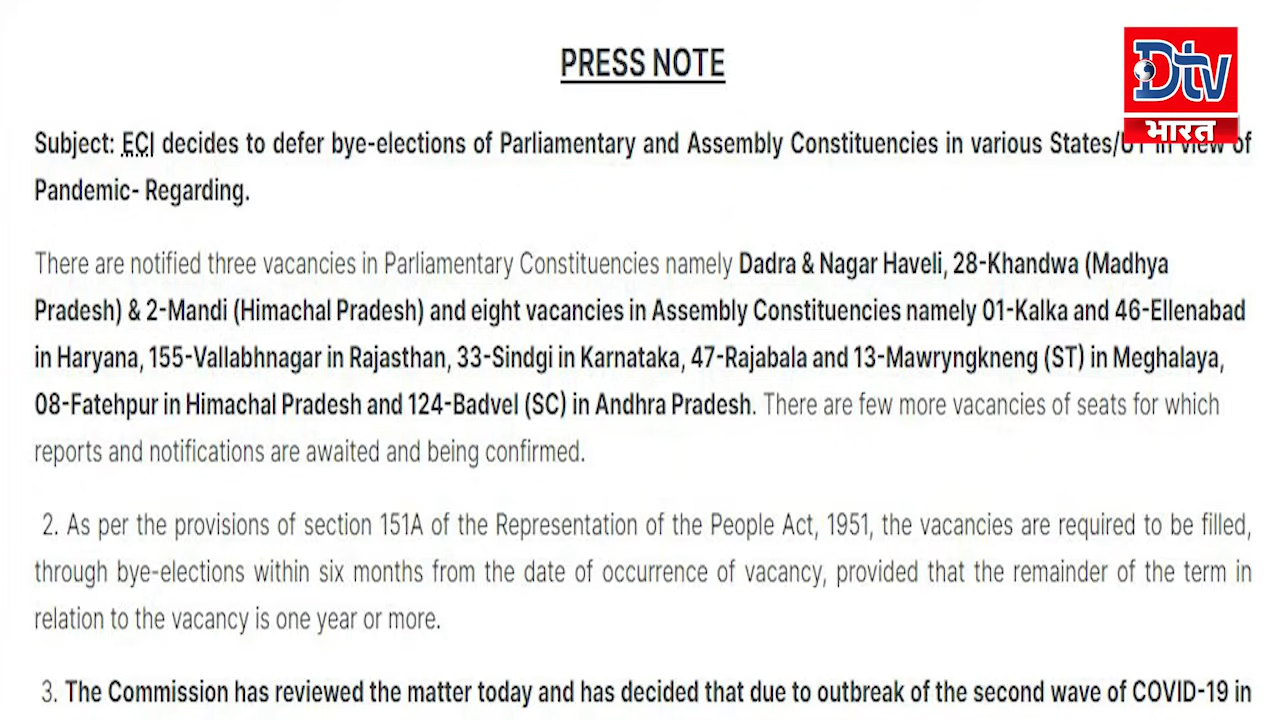 PRESS NOTE
Dtv
भारत
Subject: ECI decides to defer bye-elections of Parliamentary and Assembly Constituencies in various States/UT in view of
Pandemic- Regarding.
There are notified three vacancies in Parliamentary Constituencies namely Dadra & Nagar Haveli, 28-Khandwa (Madhya
Pradesh) & 2-Mandi (Himachal Pradesh) and eight vacancies in Assembly Constituencies namely 01-Kalka and 46-Ellenabad
in Haryana, 155-Vallabhnagar in Rajasthan, 33-Sindgi in Karnataka, 47-Rajabala and 13-Mawryngkneng (ST) in Meghalaya,
08-Fatehpur in Himachal Pradesh and 124-Badvel (SC) in Andhra Pradesh. There are few more vacancies of seats for which
reports and notifications are awaited and being confirmed.
2. As per the provisions of section 151A of the Representation of the People Act, 1951, the vacancies are required to be filled,
through bye-elections within six months from the date of occurrence of vacancy, provided that the remainder of the term in
relation to the vacancy is one year or more.
3. The Commission has reviewed the matter today and has decided that due to outbreak of the second wave of COVID-19 in